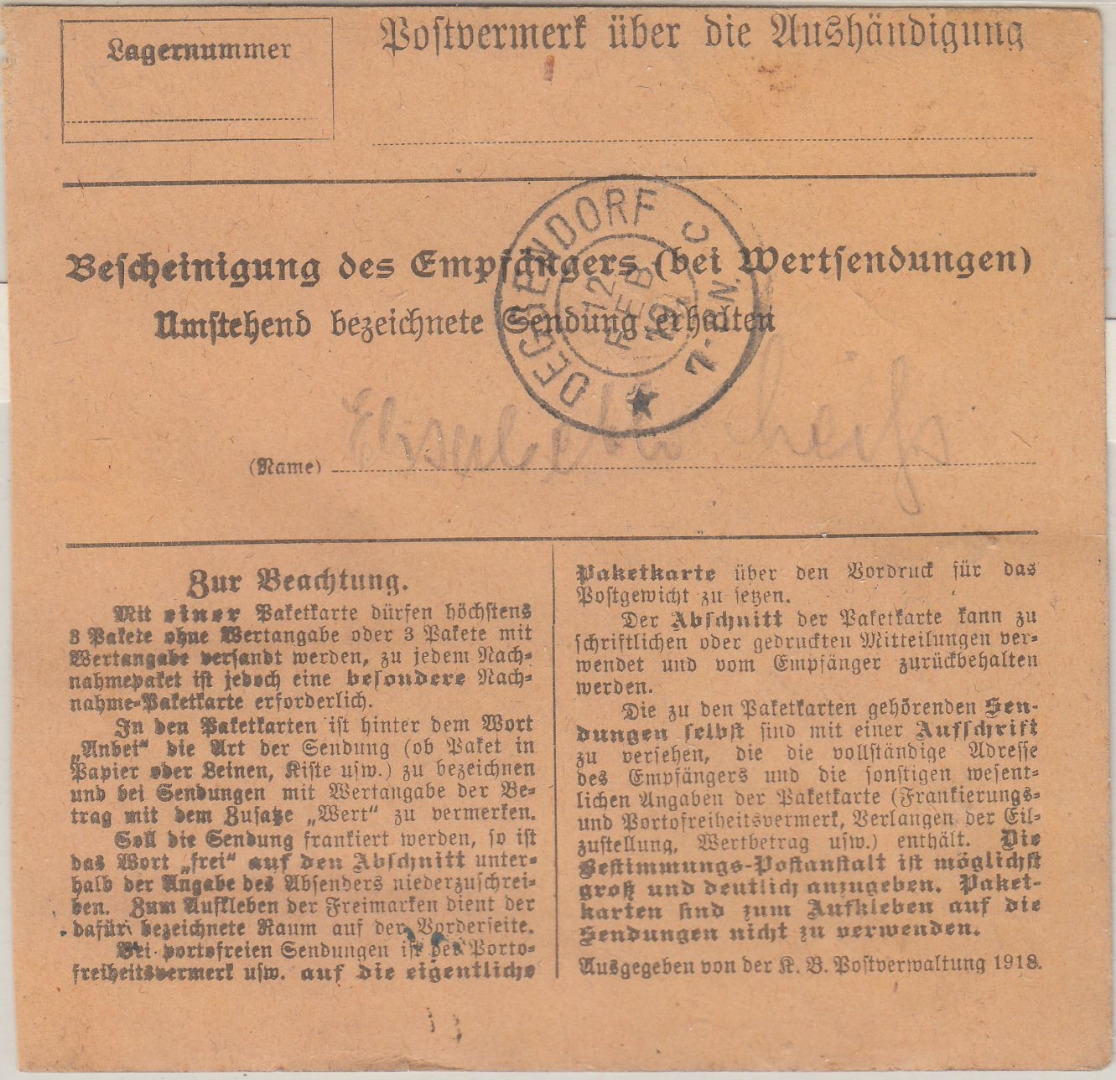 Lagernummer
Postvermerk über die Aushändigung
DEGGENDORF
12
FEB
19
7-8N.
Bescheinigung des Empfängers (bei Wertsendungen)
Umstehend bezeichnete Sendung erhalten
(Name) Elisabeth
Zur Beachtung.
Mit einer Paketkarte dürfen höchstens
3 Pakete ohne Wertangabe oder 3 Pakete mit
Wertangabe versandt werden, zu jedem Nach-
nahmepaket ist jedoch eine besondere Nach-
nahme-Paketkarte erforderlich.
In den Paketkarten ist hinter dem Wort
„Anbei“ die Art der Sendung (ob Paket in
Papier oder Leinen, Kiste usw.) zu bezeichnen
und bei Sendungen mit Wertangabe der Be-
trag mit dem Zusatze „Wert“ zu vermerken.
Soll die Sendung frankiert werden, so ist
das Wort „frei“ auf den Abschnitt unter-
halb der Angabe des Absenders niederzuschrei-
ben. Zum Aufkleben der Freimarken dient der
dafür bezeichnete Raum auf der Vorderseite.
Bei portofreien Sendungen ist der Porto-
freiheitsvermerk usw. auf die eigentliche
Paketkarte über den Vordruck für das
Postgewicht zu setzen.
Der Abschnitt der Paketkarte kann zu
schriftlichen oder gedruckten Mitteilungen ver-
wendet und vom Empfänger zurückbehalten
werden.
Die zu den Paketkarten gehörenden Sen-
dungen selbst sind mit einer Aufschrift
zu versehen, die die vollständige Adresse
des Empfängers und die sonstigen wesent-
lichen Angaben der Paketkarte (Frankierungs-
und Portofreiheitsvermerk, Verlangen der Eil-
zustellung, Wertbetrag usw.) enthält. Die
Bestimmungs-Postanstalt ist möglichst
groß und deutlich anzugeben. Paket-
karten sind zum Aufkleben auf die
Sendungen nicht zu verwenden.
Ausgegeben von der K. B. Postverwaltung 1918.